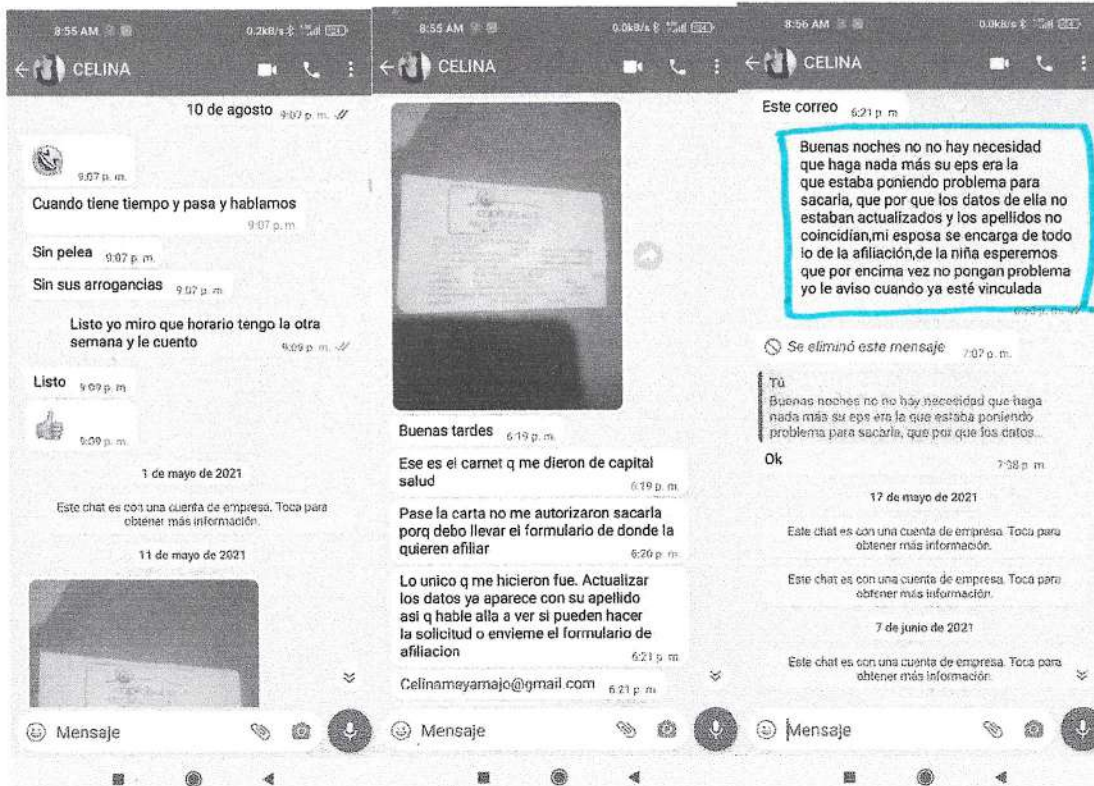 8:55 AM
0.2kB/s
CELINA
10 de agosto 9:07 p. m.
9:07 p. m.
Cuando tiene tiempo y pasa y hablamos
9:07 p. m.
Sin pelea 9:07 p. m.
Sin sus arrogancias 9:07 p. m.
Listo yo miro que horario tengo la otra
semana y le cuento 9:09 p. m.
Listo 9:09 p. m.
9:09 p. m.
1 de mayo de 2021
Este chat es con una cuenta de empresa. Toca para
obtener más información.
11 de mayo de 2021
Mensaje
8:55 AM
0.0kB/s
CELINA
Buenas tardes 6:19 p. m.
Ese es el carnet q me dieron de capital
salud 6:19 p. m.
Pase la carta no me autorizaron sacarla
porq debo llevar el formulario de donde la
quieren afiliar 6:20 p. m.
Lo unico q me hicieron fue. Actualizar
los datos ya aparece con su apellido
asi q hable alla a ver si pueden hacer
la solicitud o envieme el formulario de
afiliacion 6:21 p. m.
Celinameyamajo@gmail.com 6:21 p. m.
Mensaje
8:56 AM
0.0kB/s
CELINA
Este correo 6:21 p. m.
Buenas noches no no hay necesidad
que haga nada más su eps era la
que estaba poniendo problema para
sacarla, que por que los datos de ella no
estaban actualizados y los apellidos no
coincidían,mi esposa se encarga de todo
lo de la afiliación,de la niña esperemos
que por encima vez no pongan problema
yo le aviso cuando ya esté vinculada
Se eliminó este mensaje 7:07 p. m.
Tú
Buenas noches no no hay necesidad que haga
nada más su eps era la que estaba poniendo
problema para sacarla, que por que los datos...
Ok 7:38 p. m.
17 de mayo de 2021
Este chat es con una cuenta de empresa. Toca para
obtener más información.
Este chat es con una cuenta de empresa. Toca para
obtener más información.
7 de junio de 2021
Este chat es con una cuenta de empresa. Toca para
obtener más información.
Mensaje